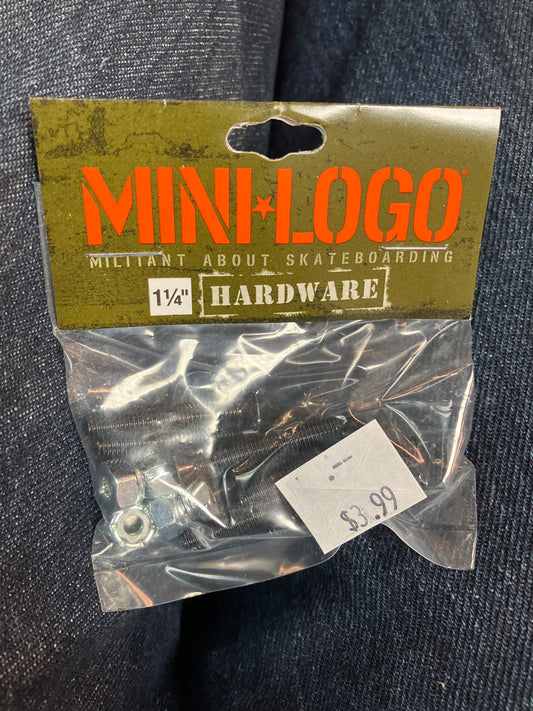 MINI★LOGO®
MILITANT ABOUT SKATEBOARDING
1¼" HARDWARE
.--
$3.99